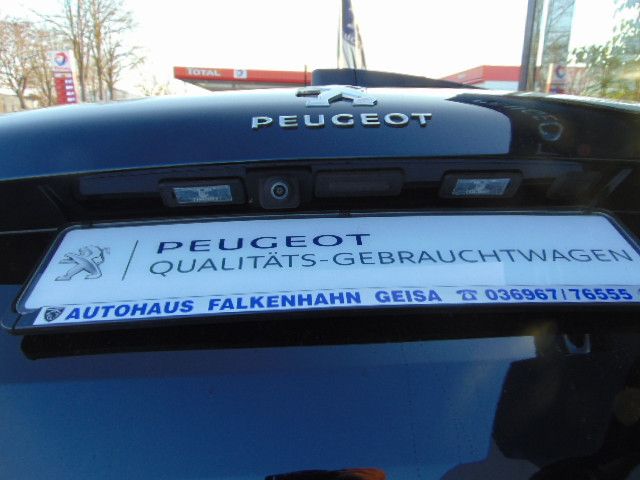 TOTAL
PEUGEOT
PEUGEOT
QUALITÄTS-GEBRAUCHTWAGEN
AUTOHAUS FALKENHAHN GEISA ☎ 036967/76555